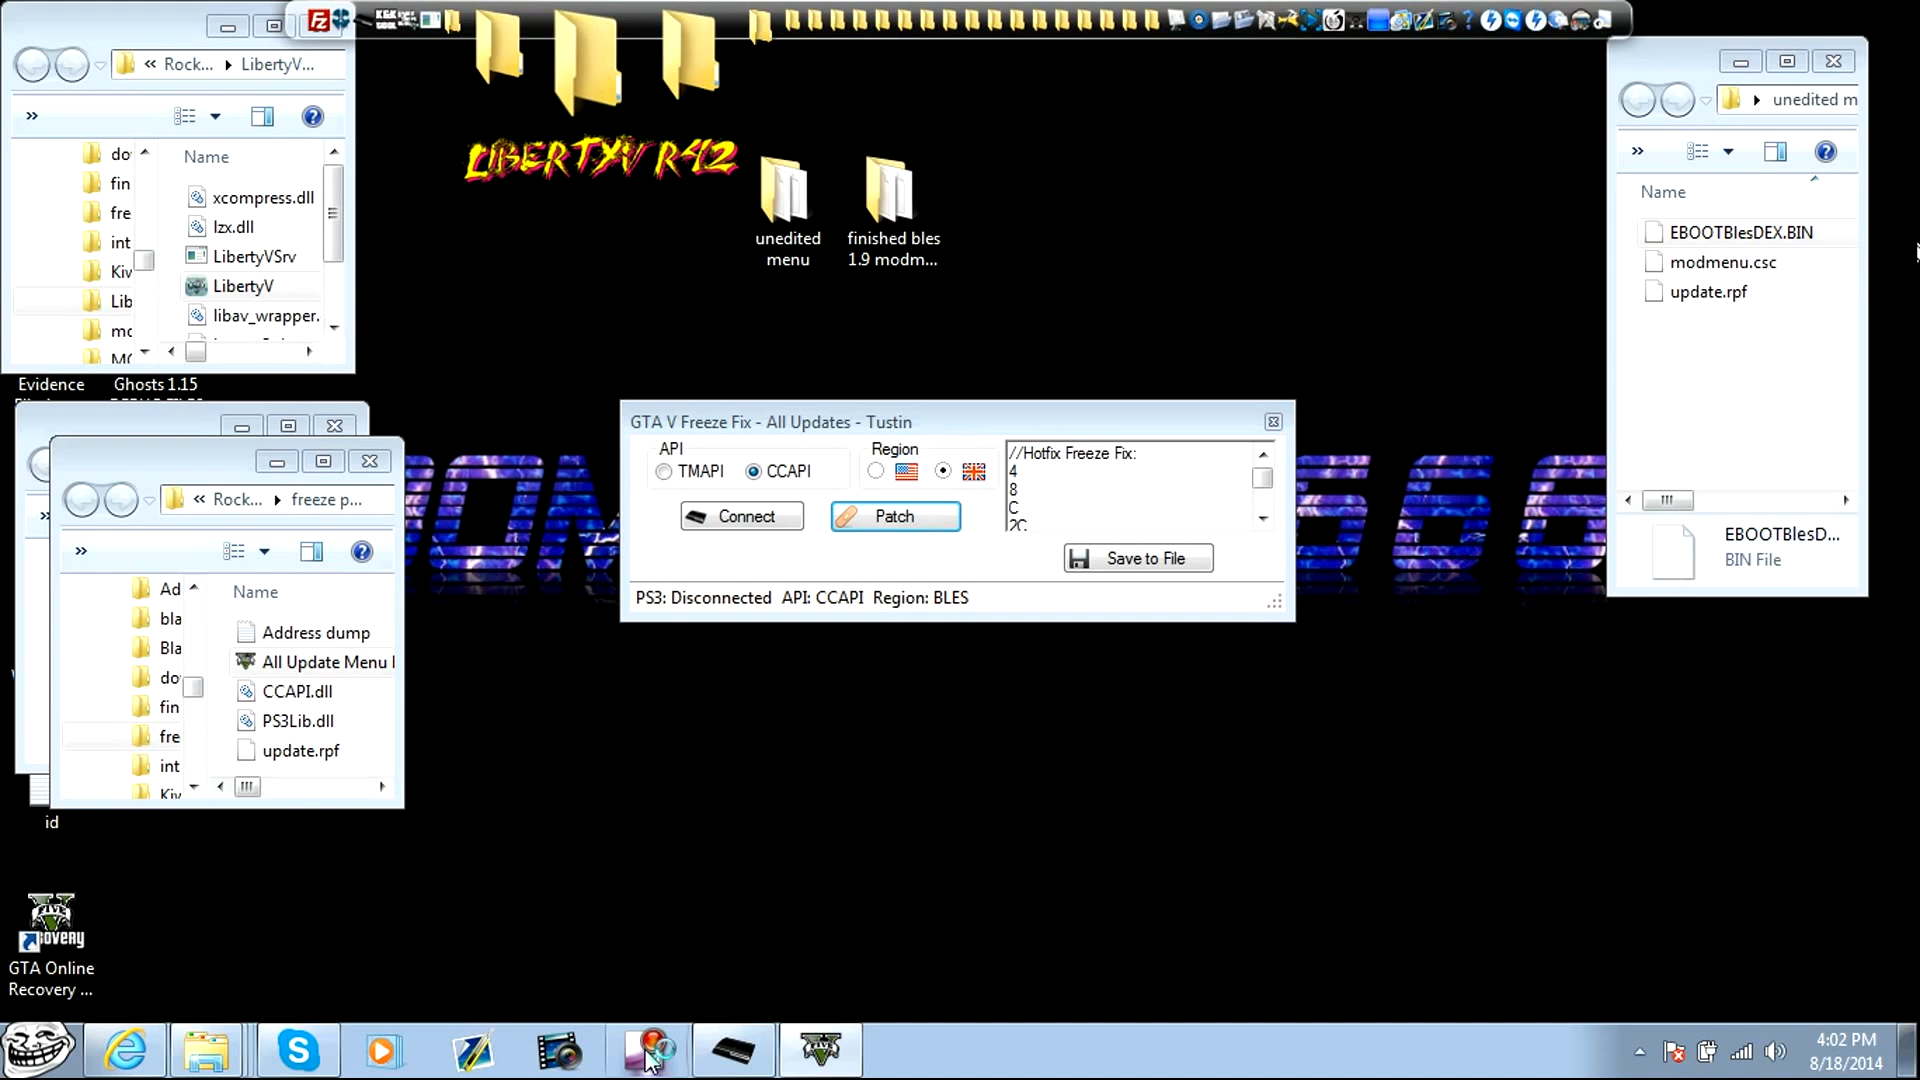 « Rock... ▸ LibertyV...
»
Name
do
fin
fre
int
Kiv
Lib
mc
MC
xcompress.dll
lzx.dll
LibertyVSrv
LibertyV
libav_wrapper.
LIBERTYV R42
unedited
menu
finished bles
1.9 modm...
unedited m
»
Name
EBOOTBlesDEX.BIN
modmenu.csc
update.rpf
EBOOTBlesD...
BIN File
Evidence
Ghosts 1.15
« Rock... ▸ freeze p...
»
Name
Ad
bla
Bla
do
fin
fre
int
Kiv
Address dump
All Update Menu
CCAPI.dll
PS3Lib.dll
update.rpf
GTA V Freeze Fix - All Updates - Tustin
API
TMAPI
CCAPI
Region
Connect
Patch
//Hotfix Freeze Fix:
4
8
C
2C
Save to File
PS3: Disconnected API: CCAPI Region: BLES
id
GTA Online
Recovery ...
4:02 PM
8/18/2014